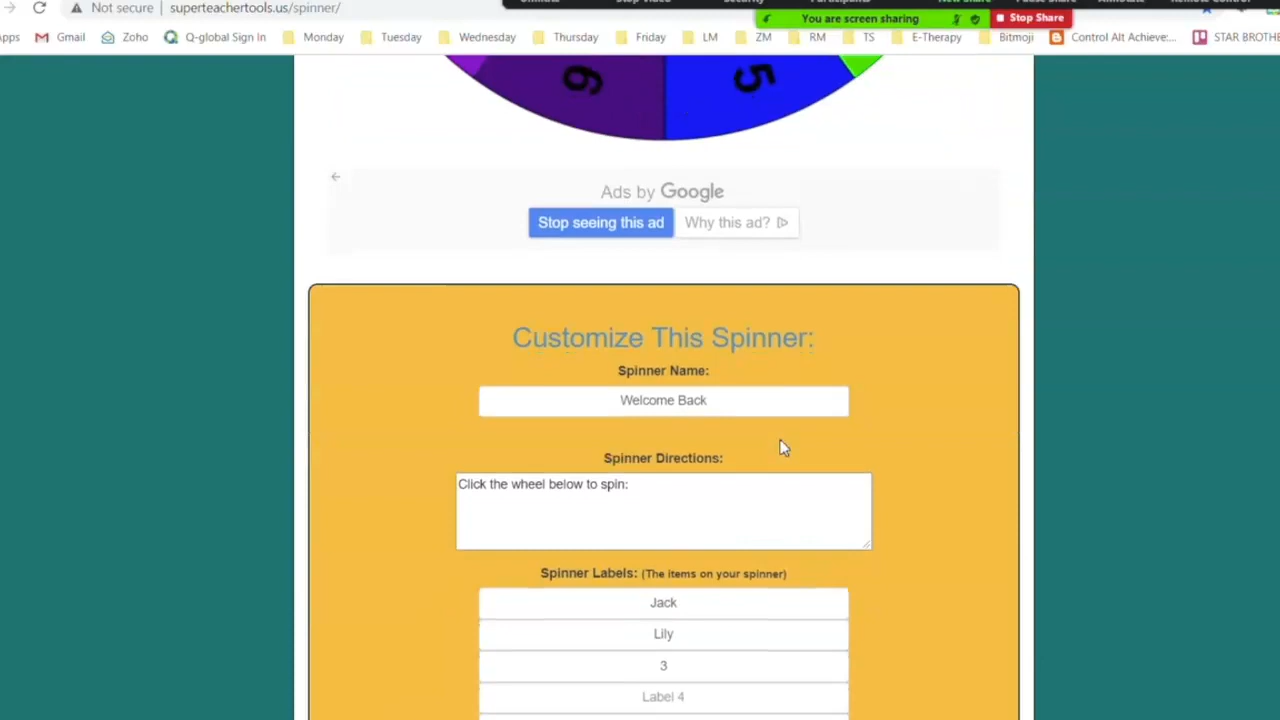 New Share
Not secure | superteachertools.us/spinner/
You are screen sharing
Stop Share
Gmail
Zoho
Q-global Sign In
Monday
Tuesday
Wednesday
Thursday
Friday
LM
ZM
RM
TS
E-Therapy
Bitmoji
Control Alt Achieve:...
STAR BROTHE
6
5
Ads by Google
Stop seeing this ad
Why this ad?
Customize This Spinner:
Spinner Name:
Welcome Back
Spinner Directions:
Click the wheel below to spin:
Spinner Labels: (The items on your spinner)
Jack
Lily
3
Label 4